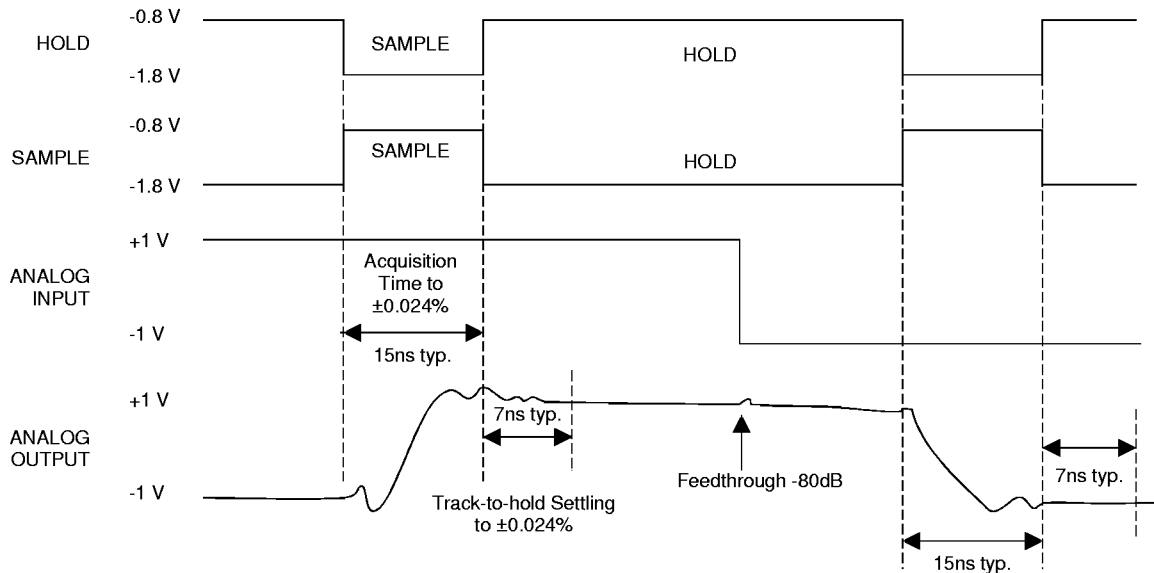 -0.8 V
HOLD
SAMPLE
HOLD
-1.8 V
-0.8 V
SAMPLE
SAMPLE
HOLD
-1.8 V
+1 V
ANALOG
INPUT
Acquisition
Time to
±0.024%
-1 V
15ns typ.
+1 V
7ns typ.
ANALOG
OUTPUT
-1 V
Track-to-hold Settling
to ±0.024%
Feedthrough -80dB
7ns typ.
15ns typ.